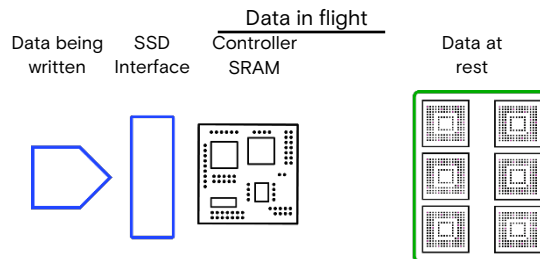 Data in flight
Data being
written
SSD
Interface
Controller
SRAM
Data at
rest